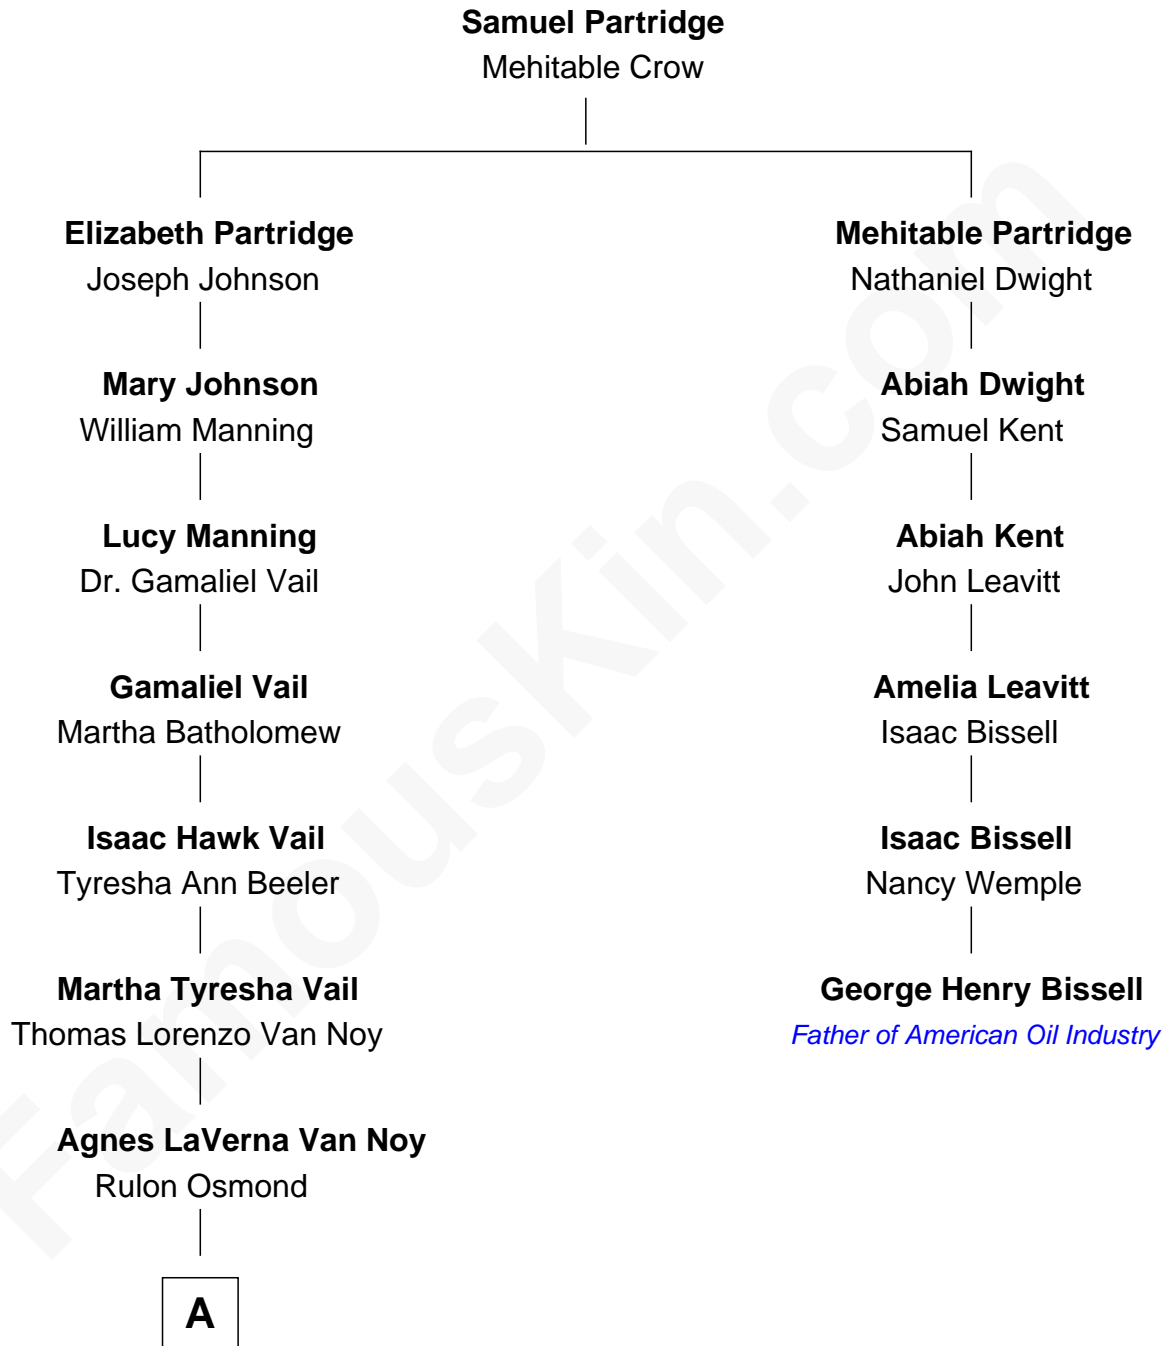 Samuel Partridge
Mehitable Crow
Elizabeth Partridge
Joseph Johnson
Mary Johnson
William Manning
Lucy Manning
Dr. Gamaliel Vail
Gamaliel Vail
Martha Batholomew
Isaac Hawk Vail
Tyresha Ann Beeler
Martha Tyresha Vail
Thomas Lorenzo Van Noy
Agnes LaVerna Van Noy
Rulon Osmond
A
Mehitable Partridge
Nathaniel Dwight
Abiah Dwight
Samuel Kent
Abiah Kent
John Leavitt
Amelia Leavitt
Isaac Bissell
Isaac Bissell
Nancy Wemple
George Henry Bissell
Father of American Oil Industry
FamousKin.com